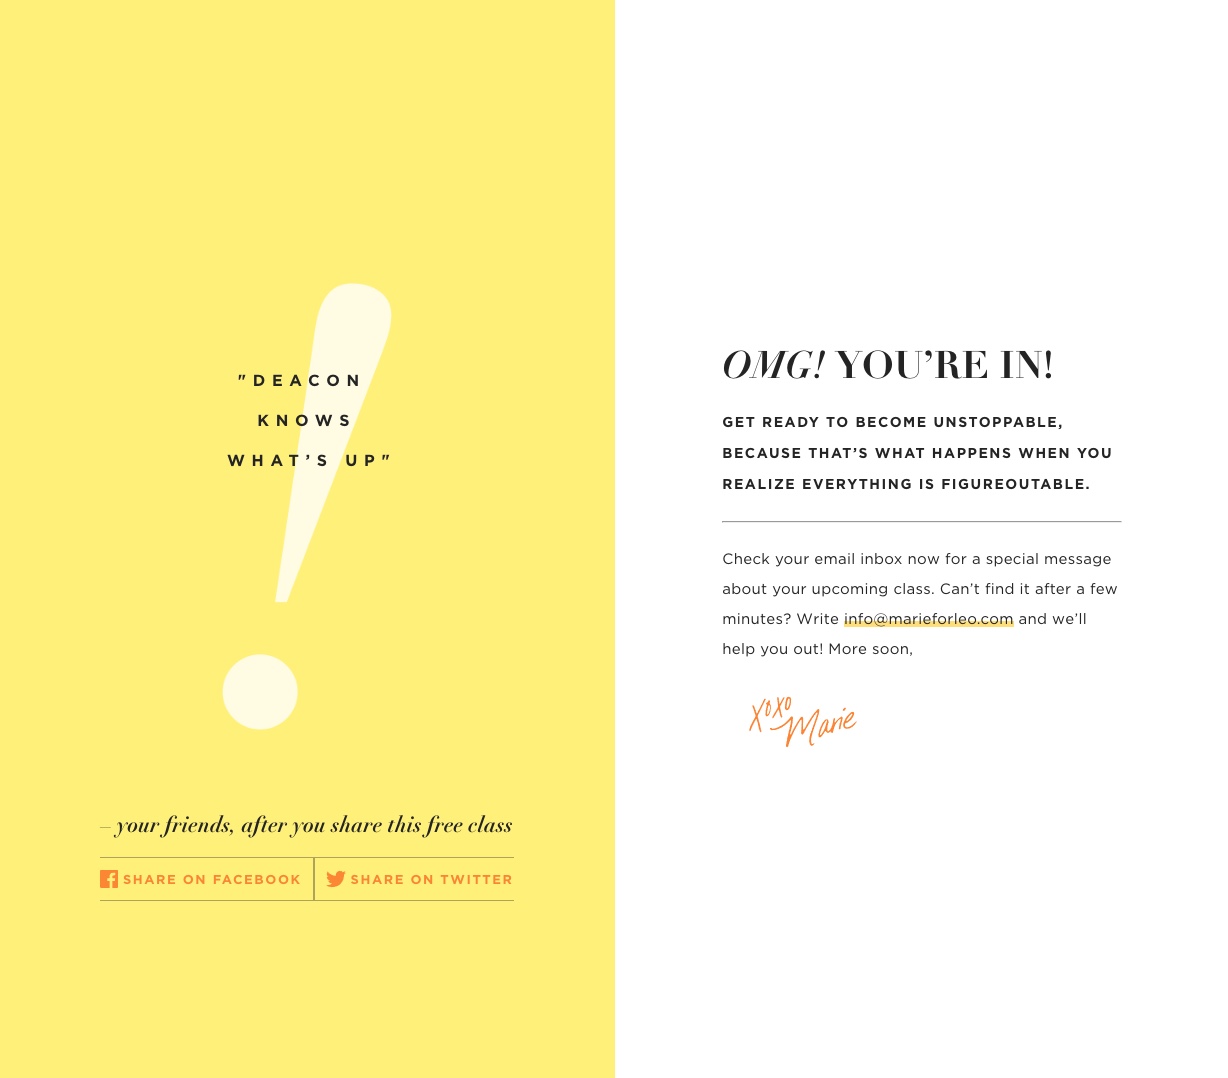 "DEACON
KNOWS
WHAT’S UP"
– your friends, after you share this free class
SHARE ON FACEBOOK
SHARE ON TWITTER
OMG! YOU’RE IN!
GET READY TO BECOME UNSTOPPABLE,
BECAUSE THAT’S WHAT HAPPENS WHEN YOU
REALIZE EVERYTHING IS FIGUREOUTABLE.
Check your email inbox now for a special message
about your upcoming class. Can’t find it after a few
minutes? Write info@marieforleo.com and we’ll
help you out! More soon,
XOXO
Marie